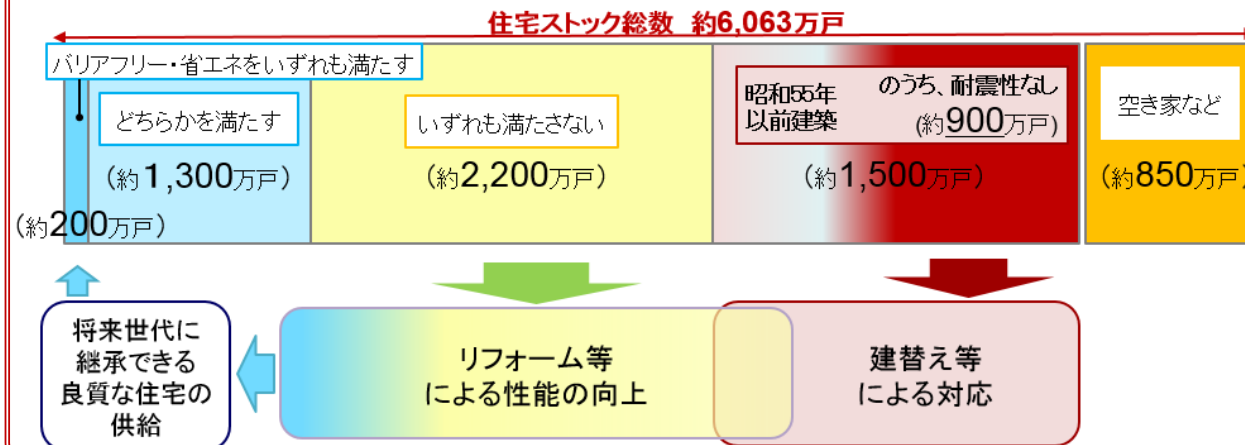 住宅ストック総数 約6,063万戸
バリアフリー・省エネをいずれも満たす
どちらかを満たす
(約1,300万戸)
(約200万戸)
いずれも満たさない
(約2,200万戸)
昭和55年
以前建築
のうち、耐震性なし
(約900万戸)
(約1,500万戸)
空き家など
(約850万戸)
将来世代に
継承できる
良質な住宅の
供給
リフォーム等
による性能の向上
建替え等
による対応